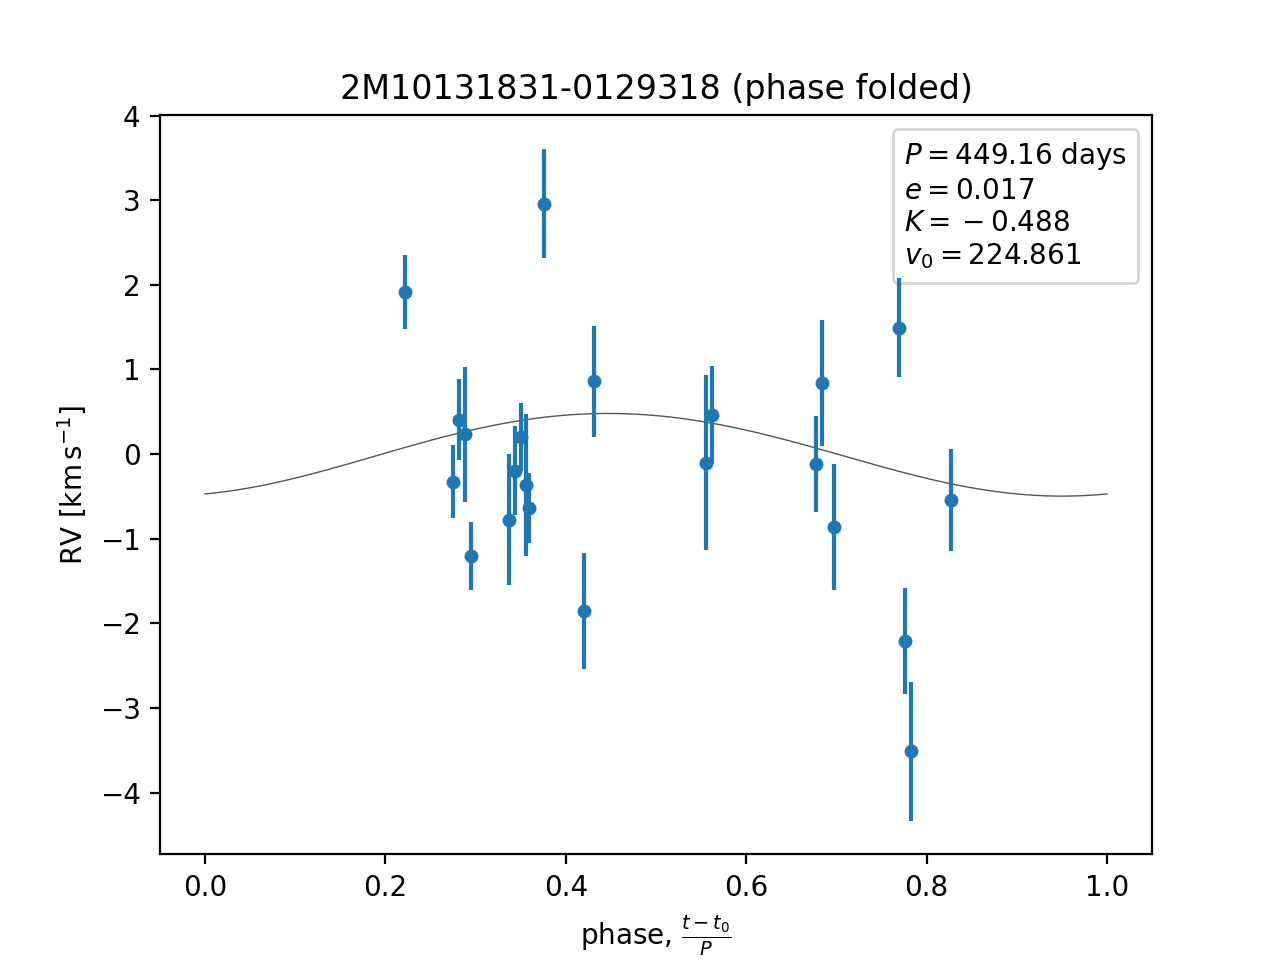 2M10131831-0129318 (phase folded)
P = 449.16 days
e = 0.017
K = −0.488
v₀ = 224.861
RV [km s⁻¹]
4
3
2
1
0
−1
−2
−3
−4
0.0 0.2 0.4 0.6 0.8 1.0
phase, (t − t₀)/P